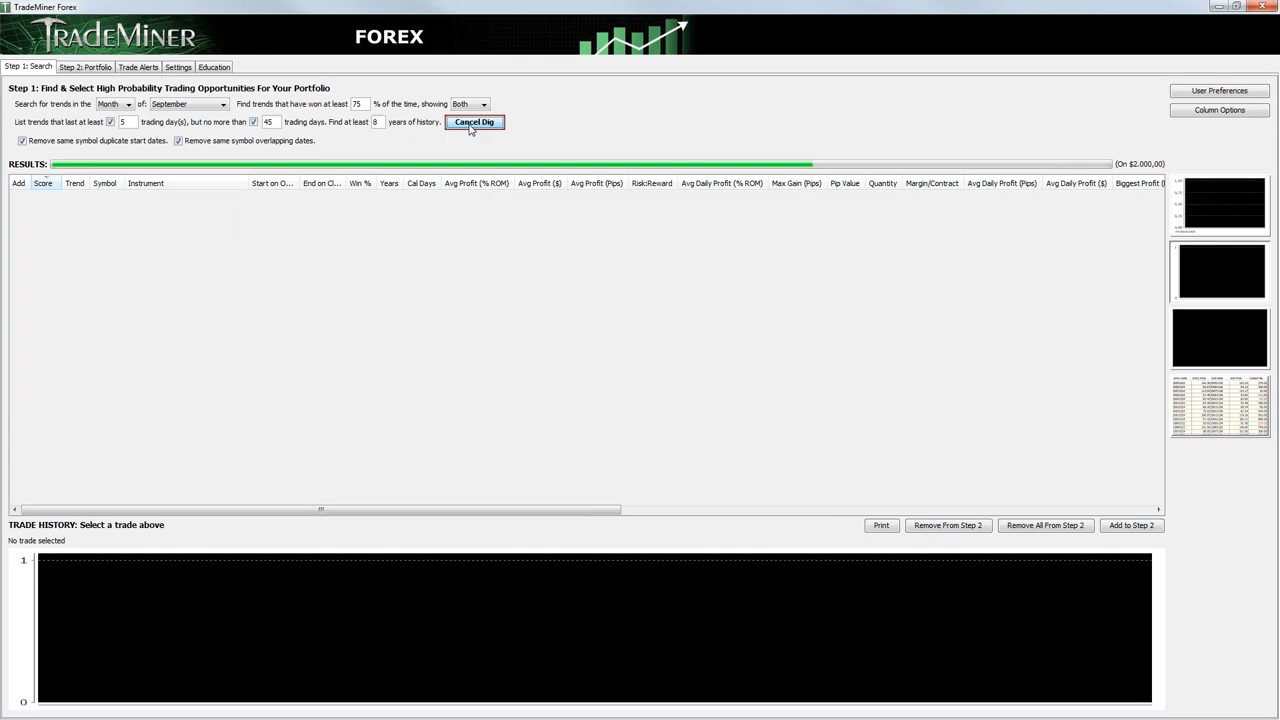 TradeMiner Forex
TRADEMINER
FOREX
Step 1: Search
Step 2: Portfolio
Trade Alerts
Settings
Education
Step 1: Find & Select High Probability Trading Opportunities For Your Portfolio
User Preferences
Search for trends in the Month of: September Find trends that have won at least 75 % of the time, showing Both
Column Options
List trends that last at least 5 trading day(s), but no more than 45 trading days. Find at least 8 years of history. Cancel Dig
Remove same symbol duplicate start dates. Remove same symbol overlapping dates.
RESULTS: (On $2.000,00)
Add Score Trend Symbol Instrument Start on O... End on Cl... Win % Years Cal Days Avg Profit (% ROM) Avg Profit ($) Avg Profit (Pips) Risk:Reward Avg Daily Profit (% ROM) Max Gain (Pips) Pip Value Quantity Margin/Contract Avg Daily Profit (Pips) Avg Daily Profit ($) Biggest Profit (
TRADE HISTORY: Select a trade above
Print
Remove From Step 2
Remove All From Step 2
Add to Step 2
No trade selected
1
0